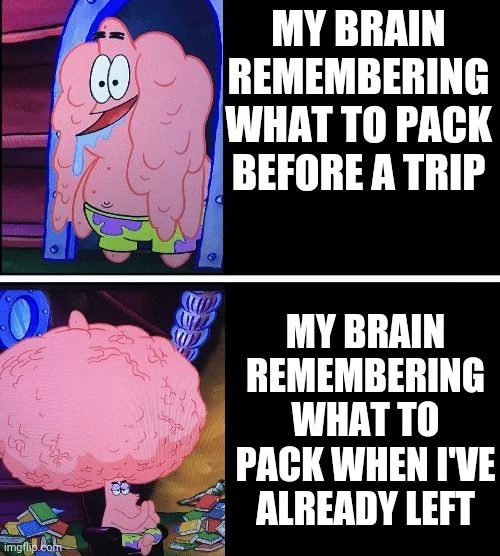 MY BRAIN
REMEMBERING
WHAT TO PACK
BEFORE A TRIP
MY BRAIN
REMEMBERING
WHAT TO
PACK WHEN I'VE
ALREADY LEFT
imgflip.com